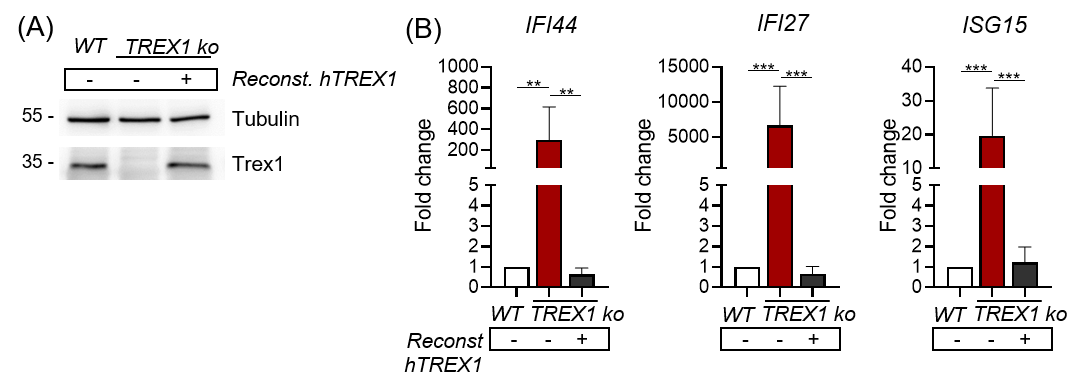 (A)
WT TREX1 ko
- - + Reconst. hTREX1
55 - Tubulin
35 - Trex1
(B)
IFI44
Fold change
1000
800
600
400
200
5
4
3
2
1
0
** **
WT TREX1 ko
Reconst
hTREX1
- - +
IFI27
Fold change
15000
10000
5000
5
4
3
2
1
0
*** ***
WT TREX1 ko
- - +
ISG15
Fold change
40
30
20
10
5
4
3
2
1
0
*** ***
WT TREX1 ko
- - +